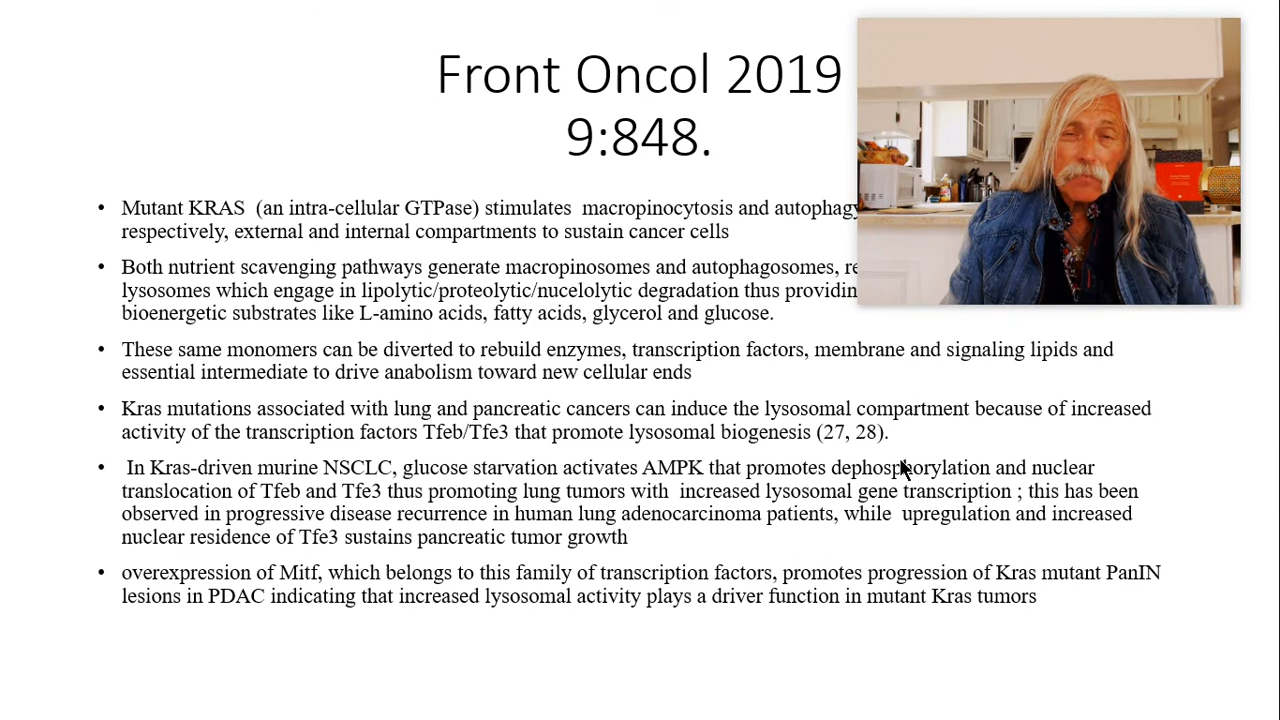 Front Oncol 2019
9:848.
• Mutant KRAS (an intra-cellular GTPase) stimulates macropinocytosis and autophagy
respectively, external and internal compartments to sustain cancer cells
• Both nutrient scavenging pathways generate macropinosomes and autophagosomes, re
lysosomes which engage in lipolytic/proteolytic/nucelolytic degradation thus providin
bioenergetic substrates like L-amino acids, fatty acids, glycerol and glucose.
• These same monomers can be diverted to rebuild enzymes, transcription factors, membrane and signaling lipids and
essential intermediate to drive anabolism toward new cellular ends
• Kras mutations associated with lung and pancreatic cancers can induce the lysosomal compartment because of increased
activity of the transcription factors Tfeb/Tfe3 that promote lysosomal biogenesis (27, 28).
• In Kras-driven murine NSCLC, glucose starvation activates AMPK that promotes dephosphorylation and nuclear
translocation of Tfeb and Tfe3 thus promoting lung tumors with increased lysosomal gene transcription ; this has been
observed in progressive disease recurrence in human lung adenocarcinoma patients, while upregulation and increased
nuclear residence of Tfe3 sustains pancreatic tumor growth
• overexpression of Mitf, which belongs to this family of transcription factors, promotes progression of Kras mutant PanIN
lesions in PDAC indicating that increased lysosomal activity plays a driver function in mutant Kras tumors